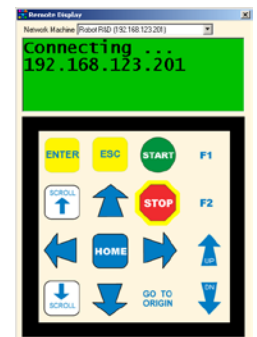 Remote Display
Network Machine Robot R&D (192.168.123.201)
Connecting ...
192.168.123.201
ENTER ESC START F1
SCROLL STOP F2
HOME UP
SCROLL GO TO ORIGIN DN